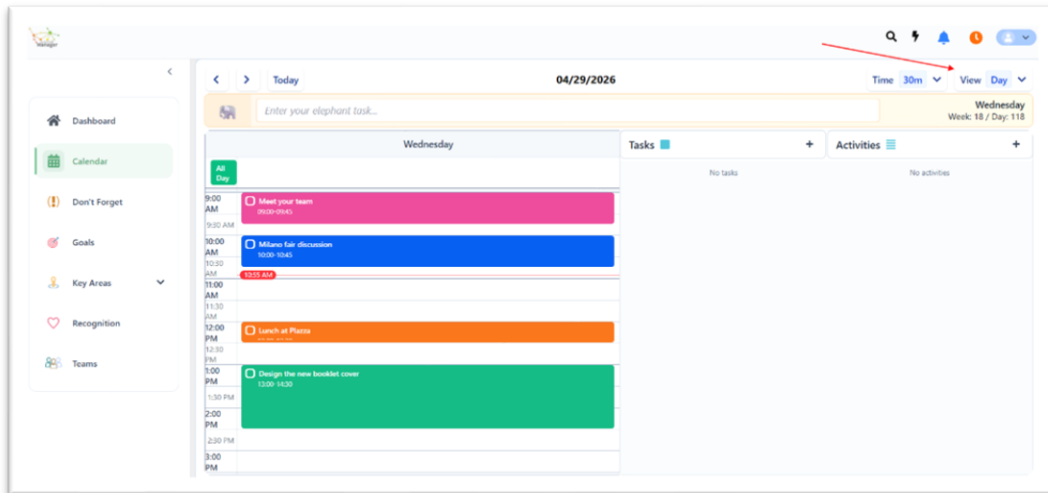 Manager
Today
04/29/2026
Time 30m
View Day
Enter your elephant task...
Wednesday
Week: 18 / Day: 118
Dashboard
Calendar
Don't Forget
Goals
Key Areas
Recognition
Teams
Wednesday
Tasks
+
Activities
+
All
Day
No tasks
No activities
9:00
AM
Meet your team
09:00-09:45
9:30 AM
10:00
AM
Milano fair discussion
10:00-10:45
10:30
AM
10:55 AM
11:00
AM
11:30
AM
12:00
PM
Lunch at Piazza
12:30
PM
1:00
PM
Design the new booklet cover
13:00-14:30
1:30 PM
2:00
PM
2:30 PM
3:00
PM